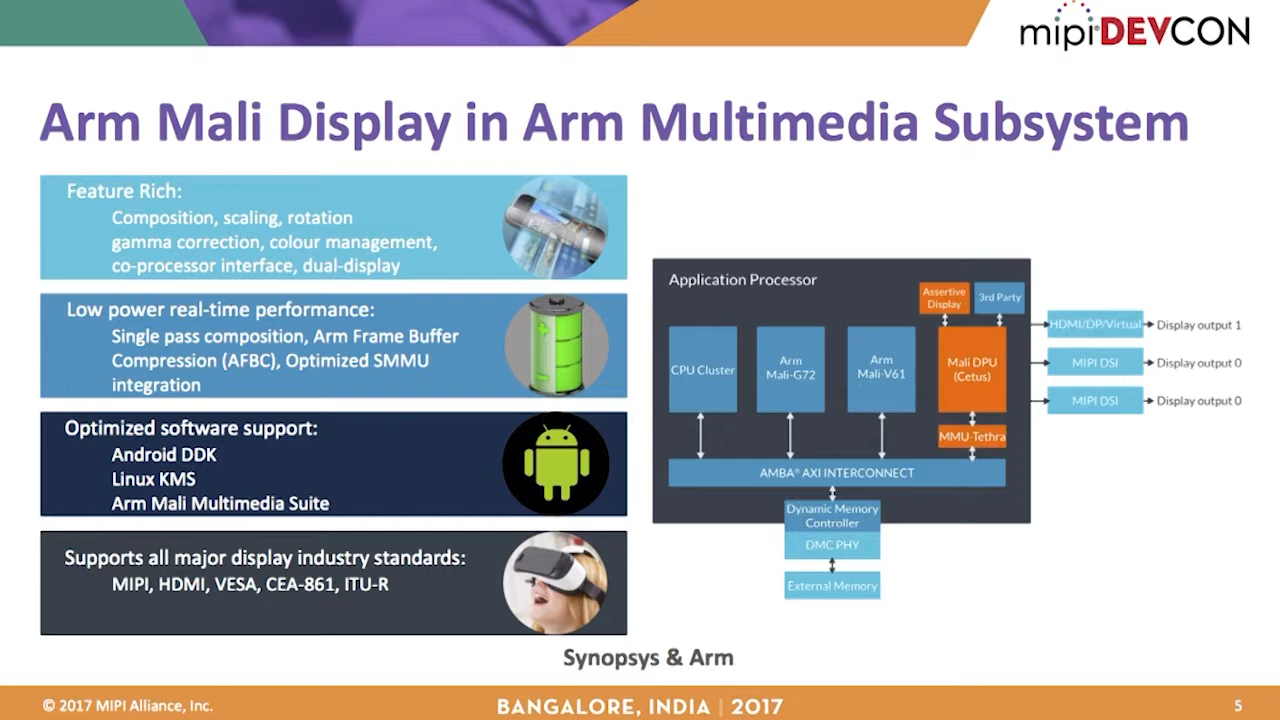 mipi DEVCON
Arm Mali Display in Arm Multimedia Subsystem
Feature Rich:
Composition, scaling, rotation
gamma correction, colour management,
co-processor interface, dual-display
Low power real-time performance:
Single pass composition, Arm Frame Buffer
Compression (AFBC), Optimized SMMU
integration
Optimized software support:
Android DDK
Linux KMS
Arm Mali Multimedia Suite
Supports all major display industry standards:
MIPI, HDMI, VESA, CEA-861, ITU-R
Application Processor
Assertive
Display
3rd Party
CPU Cluster
Arm
Mali-G72
Arm
Mali-V61
Mali DPU
(Cetus)
MMU-Tethra
AMBA® AXI INTERCONNECT
Dynamic Memory
Controller
DMC PHY
External Memory
HDMI/DP/Virtual
Display output 1
MIPI DSI
Display output 0
MIPI DSI
Display output 0
Synopsys & Arm
© 2017 MIPI Alliance, Inc.
BANGALORE, INDIA | 2017
5